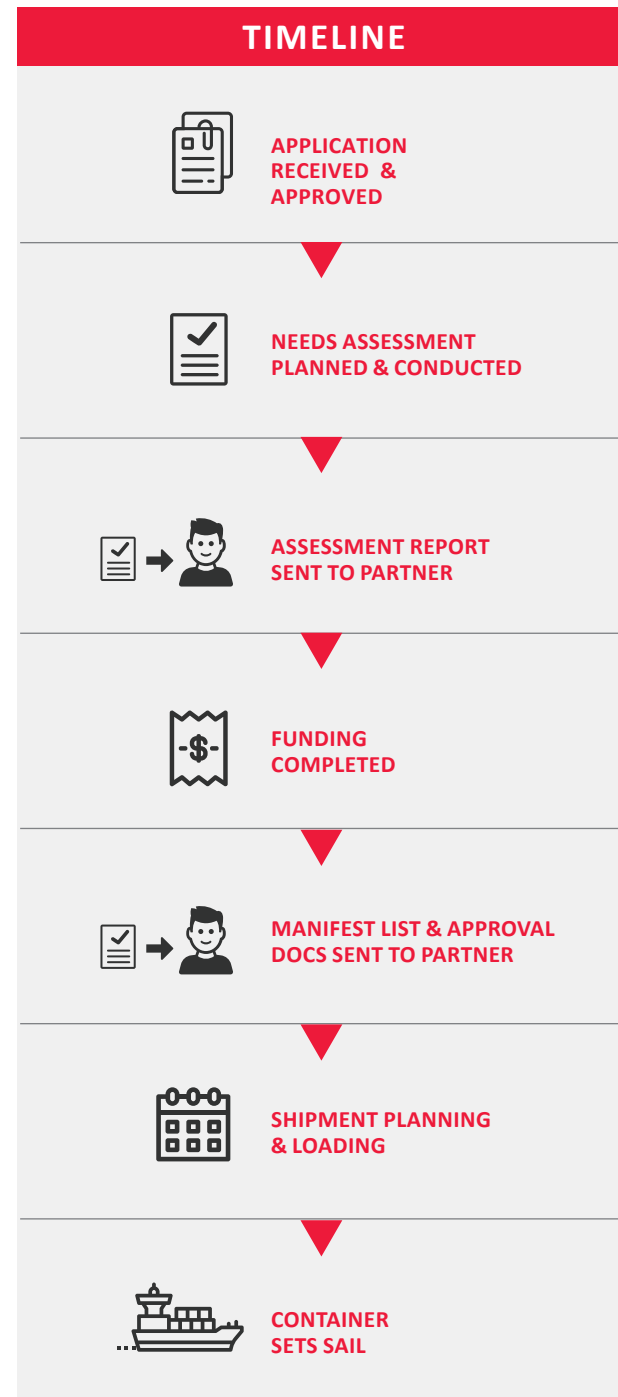 TIMELINE
APPLICATION
RECEIVED &
APPROVED
NEEDS ASSESSMENT
PLANNED & CONDUCTED
ASSESSMENT REPORT
SENT TO PARTNER
-$-
FUNDING
COMPLETED
MANIFEST LIST & APPROVAL
DOCS SENT TO PARTNER
SHIPMENT PLANNING
& LOADING
CONTAINER
SETS SAIL